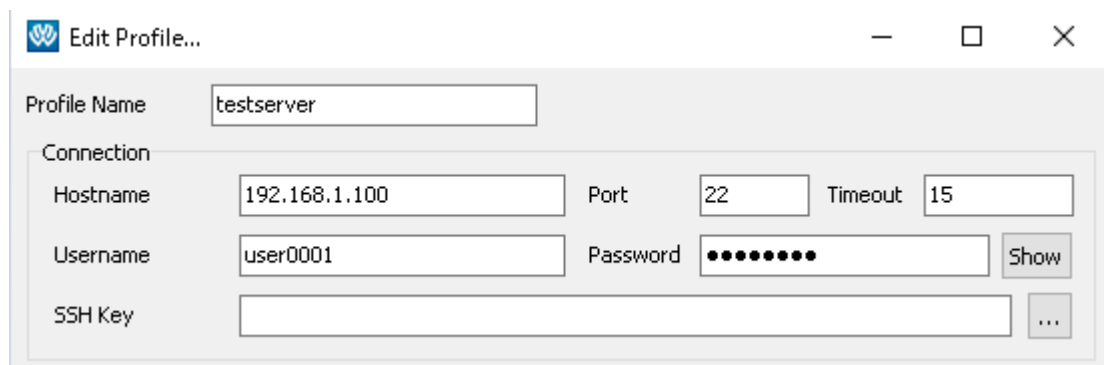 Edit Profile...
Profile Name testserver
Connection
Hostname 192.168.1.100 Port 22 Timeout 15
Username user0001 Password ●●●●●●●● Show
SSH Key ...